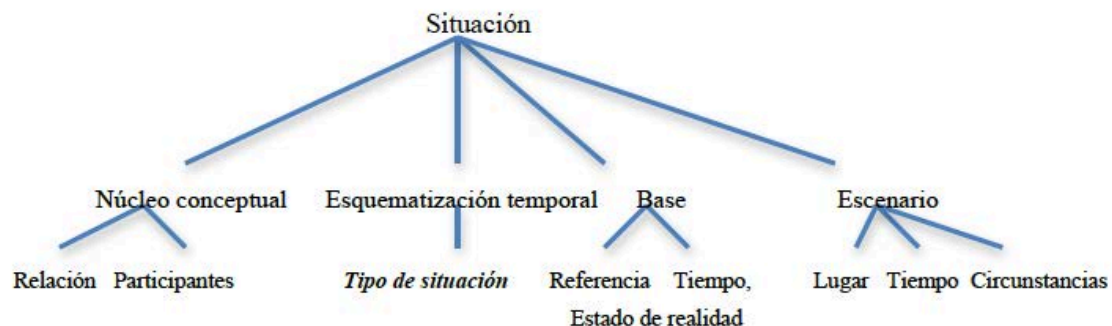 Situación
Núcleo conceptual Esquematización temporal Base Escenario
Relación Participantes Tipo de situación Referencia Tiempo, Lugar Tiempo Circunstancias
Estado de realidad